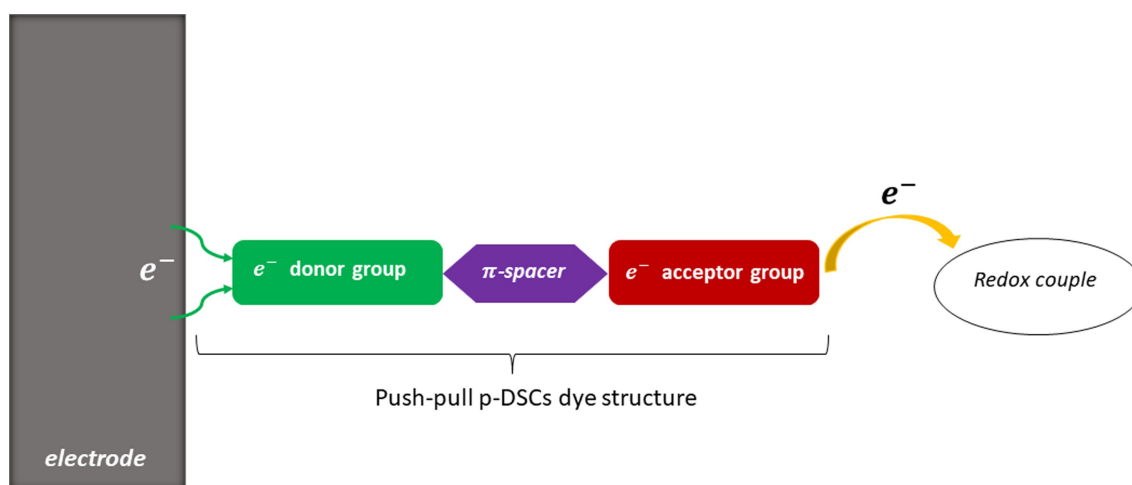 e⁻
e⁻
e⁻ donor group
π-spacer
e⁻ acceptor group
Redox couple
Push-pull p-DSCs dye structure
electrode